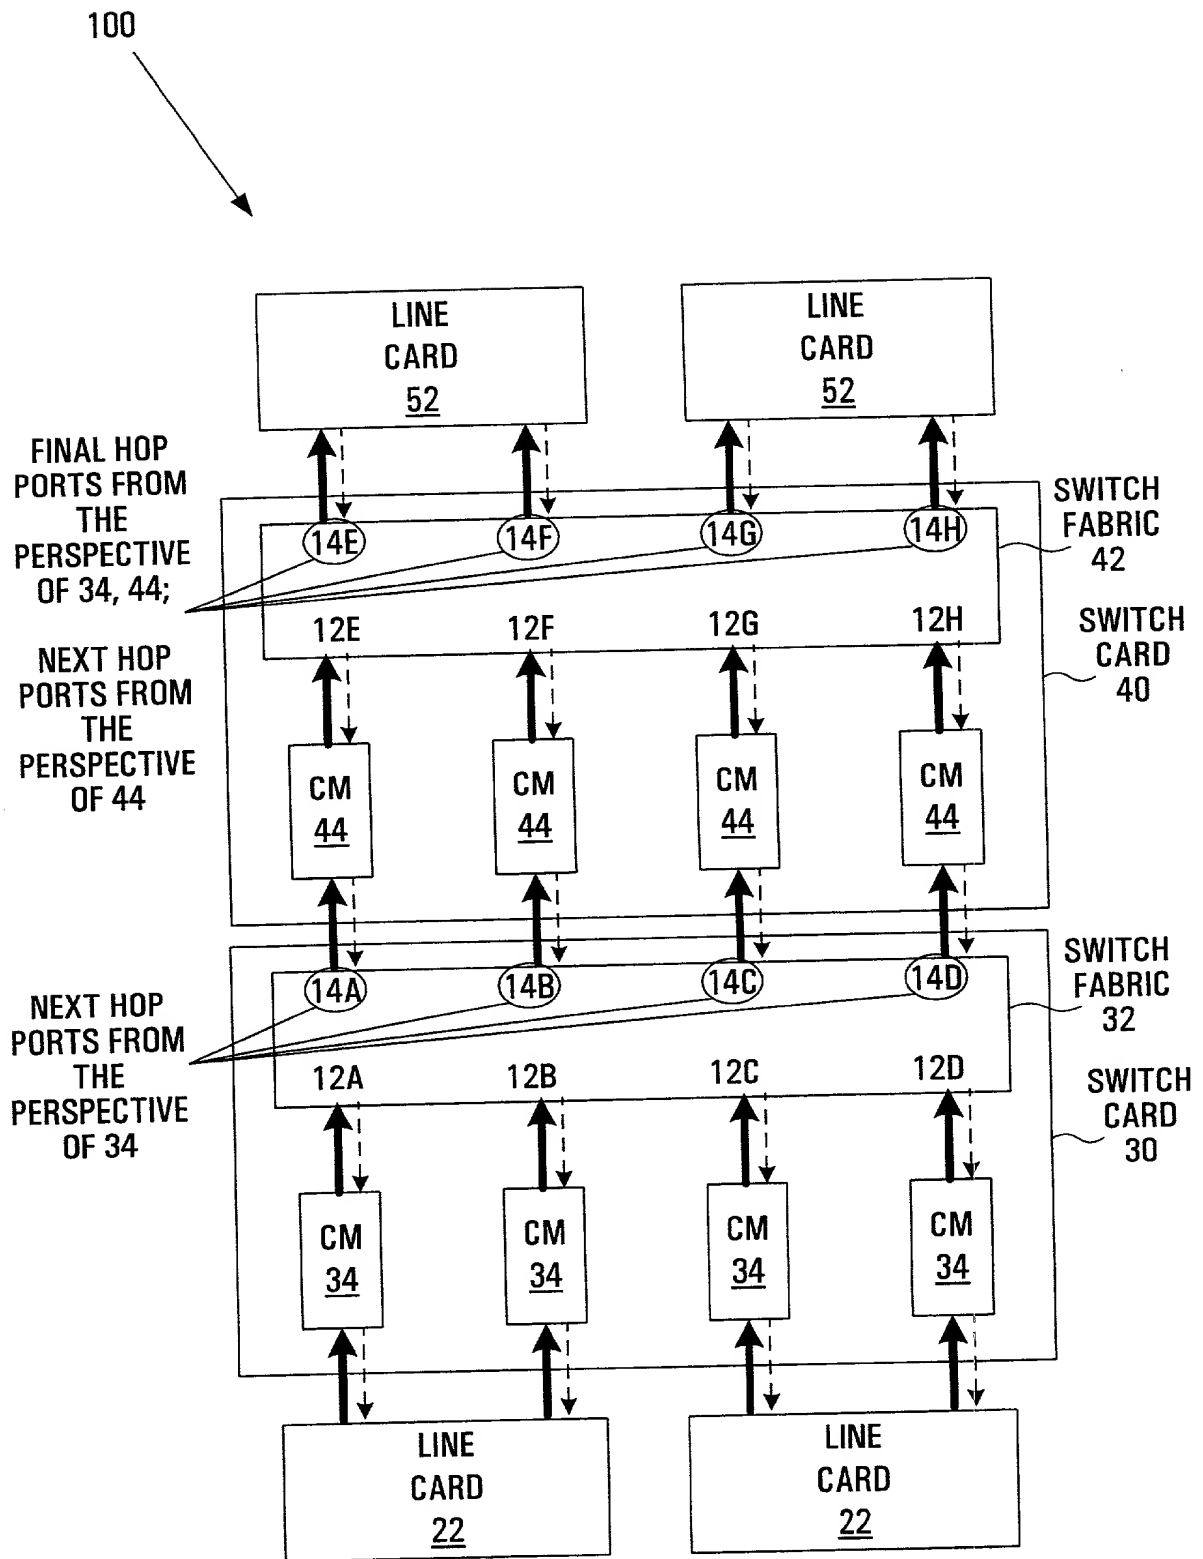 100
LINE
CARD
52
LINE
CARD
52
FINAL HOP
PORTS FROM
THE
PERSPECTIVE
OF 34, 44;
NEXT HOP
PORTS FROM
THE
PERSPECTIVE
OF 44
14E
14F
14G
14H
SWITCH
FABRIC
42
12E
12F
12G
12H
SWITCH
CARD
40
CM
44
CM
44
CM
44
CM
44
NEXT HOP
PORTS FROM
THE
PERSPECTIVE
OF 34
14A
14B
14C
14D
SWITCH
FABRIC
32
12A
12B
12C
12D
SWITCH
CARD
30
CM
34
CM
34
CM
34
CM
34
LINE
CARD
22
LINE
CARD
22